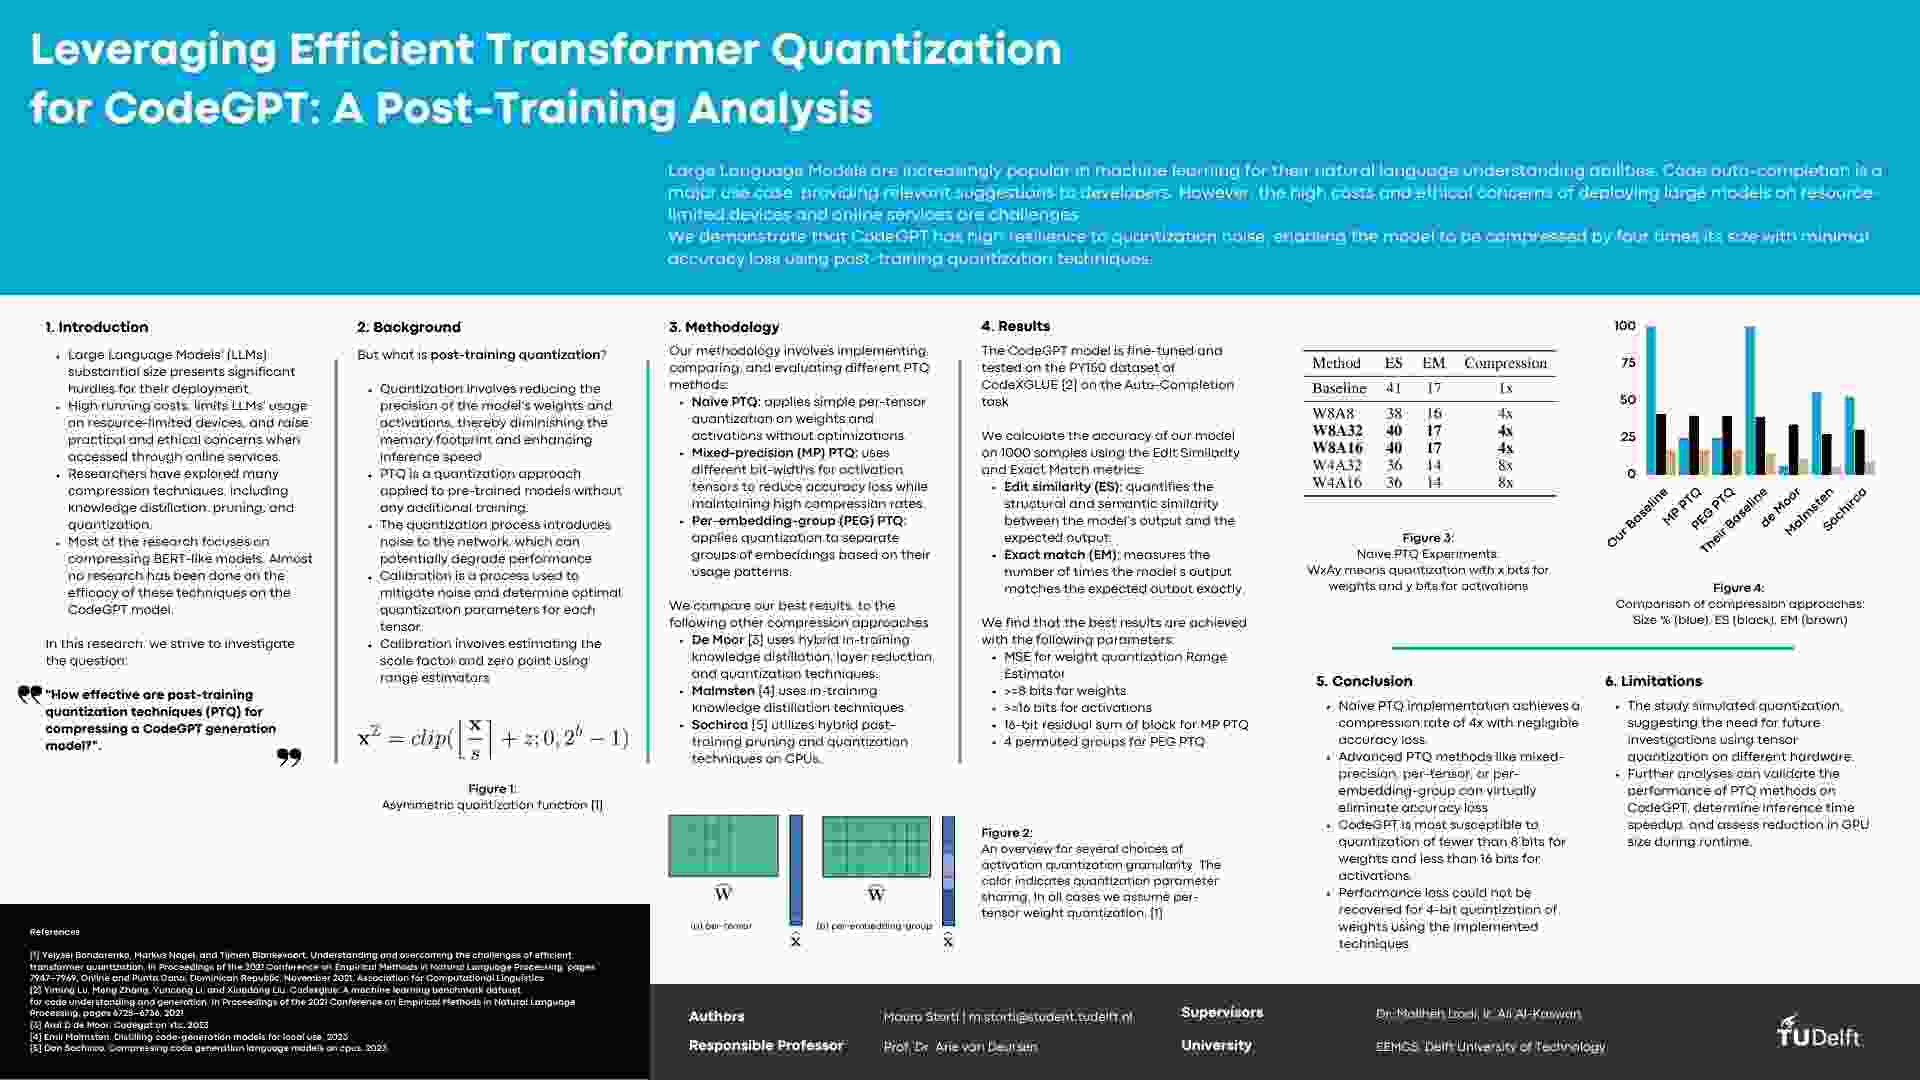 Leveraging Efficient Transformer Quantization
for CodeGPT: A Post-Training Analysis
Large Language Models are increasingly popular in machine learning for their natural language understanding abilities. Code auto-completion is a
major use case, providing relevant suggestions to developers. However, the high costs and ethical concerns of deploying large models on resource-
limited devices and online services are challenges.
We demonstrate that CodeGPT has high resilience to quantization noise, enabling the model to be compressed by four times its size with minimal
accuracy loss using post-training quantization techniques.
1. Introduction
• Large Language Models' (LLMs)
substantial size presents significant
hurdles for their deployment.
• High running costs, limits LLMs' usage
on resource-limited devices, and raise
practical and ethical concerns when
accessed through online services.
• Researchers have explored many
compression techniques, including
knowledge distillation, pruning, and
quantization.
• Most of the research focuses on
compressing BERT-like models. Almost
no research has been done on the
efficacy of these techniques on the
CodeGPT model.
In this research, we strive to investigate
the question:
"How effective are post-training
quantization techniques (PTQ) for
compressing a CodeGPT generation
model?".
2. Background
But what is post-training quantization?
• Quantization involves reducing the
precision of the model's weights and
activations, thereby diminishing the
memory footprint and enhancing
inference speed
• PTQ is a quantization approach
applied to pre-trained models without
any additional training.
• The quantization process introduces
noise to the network, which can
potentially degrade performance
• Calibration is a process used to
mitigate noise and determine optimal
quantization parameters for each
tensor.
• Calibration involves estimating the
scale factor and zero point using
range estimators
x^Z = clip(⌊x/s⌉ + z; 0, 2^b − 1)
Figure 1:
Asymmetric quantization function [1]
3. Methodology
Our methodology involves implementing,
comparing, and evaluating different PTQ
methods:
• Naive PTQ: applies simple per-tensor
quantization on weights and
activations without optimizations.
• Mixed-precision (MP) PTQ: uses
different bit-widths for activation
tensors to reduce accuracy loss while
maintaining high compression rates.
• Per-embedding-group (PEG) PTQ:
applies quantization to separate
groups of embeddings based on their
usage patterns.
We compare our best results, to the
following other compression approaches
• De Moor [3] uses hybrid in-training
knowledge distillation, layer reduction,
and quantization techniques.
• Malmsten [4] uses in-training
knowledge distillation techniques.
• Sochirca [5] utilizes hybrid post-
training pruning and quantization
techniques on CPUs.
W
(a) per-tensor
x
W
(b) per-embedding-group
x
Figure 2:
An overview for several choices of
activation quantization granularity. The
color indicates quantization parameter
sharing. In all cases we assume per-
tensor weight quantization. [1]
4. Results
The CodeGPT model is fine-tuned and
tested on the PY150 dataset of
CodeXGLUE [2] on the Auto-Completion
task
We calculate the accuracy of our model
on 1000 samples using the Edit Similarity
and Exact Match metrics:
• Edit similarity (ES): quantifies the
structural and semantic similarity
between the model's output and the
expected output.
• Exact match (EM): measures the
number of times the model's output
matches the expected output exactly.
We find that the best results are achieved
with the following parameters:
• MSE for weight quantization Range
Estimator
• >=8 bits for weights
• >=16 bits for activations
• 16-bit residual sum of block for MP PTQ
• 4 permuted groups for PEG PTQ
Method ES EM Compression
Baseline 41 17 1x
W8A8 38 16 4x
W8A32 40 17 4x
W8A16 40 17 4x
W4A32 36 14 8x
W4A16 36 14 8x
Figure 3:
Naive PTQ Experiments.
WxAy means quantization with x bits for
weights and y bits for activations
100
75
50
25
0
Our Baseline
MP PTQ
PEG PTQ
Their Baseline
de Moor
Malmsten
Sochirca
Figure 4:
Comparison of compression approaches:
Size % (blue), ES (black), EM (brown)
5. Conclusion
• Naive PTQ implementation achieves a
compression rate of 4x with negligible
accuracy loss.
• Advanced PTQ methods like mixed-
precision, per-tensor, or per-
embedding-group can virtually
eliminate accuracy loss
• CodeGPT is most susceptible to
quantization of fewer than 8 bits for
weights and less than 16 bits for
activations.
• Performance loss could not be
recovered for 4-bit quantization of
weights using the implemented
techniques
6. Limitations
• The study simulated quantization,
suggesting the need for future
investigations using tensor
quantization on different hardware.
• Further analyses can validate the
performance of PTQ methods on
CodeGPT, determine inference time
speedup, and assess reduction in GPU
size during runtime.
References
[1] Yelysei Bondarenko, Markus Nagel, and Tijmen Blankevoort. Understanding and overcoming the challenges of efficient
transformer quantization. In Proceedings of the 2021 Conference on Empirical Methods in Natural Language Processing, pages
7947–7969, Online and Punta Cana, Dominican Republic, November 2021. Association for Computational Linguistics
[2] Yiming Lu, Meng Zhang, Yuncong Li, and Xiaodong Liu. Codexglue: A machine learning benchmark dataset
for code understanding and generation. In Proceedings of the 2021 Conference on Empirical Methods in Natural Language
Processing, pages 6725–6736, 2021
[3] Aral D de Moor. Codegpt on xtc, 2023
[4] Emil Malmsten. Distilling code-generation models for local use, 2023
[5] Dan Sochirca. Compressing code generation language models on cpus, 2023
Authors
Mauro Storti | m.storti@student.tudelft.nl
Responsible Professor
Prof. Dr. Arie van Deursen
Supervisors
Dr. Maliheh Izadi, ir. Ali Al-Kaswan
University
EEMCS, Delft University of Technology
TU Delft